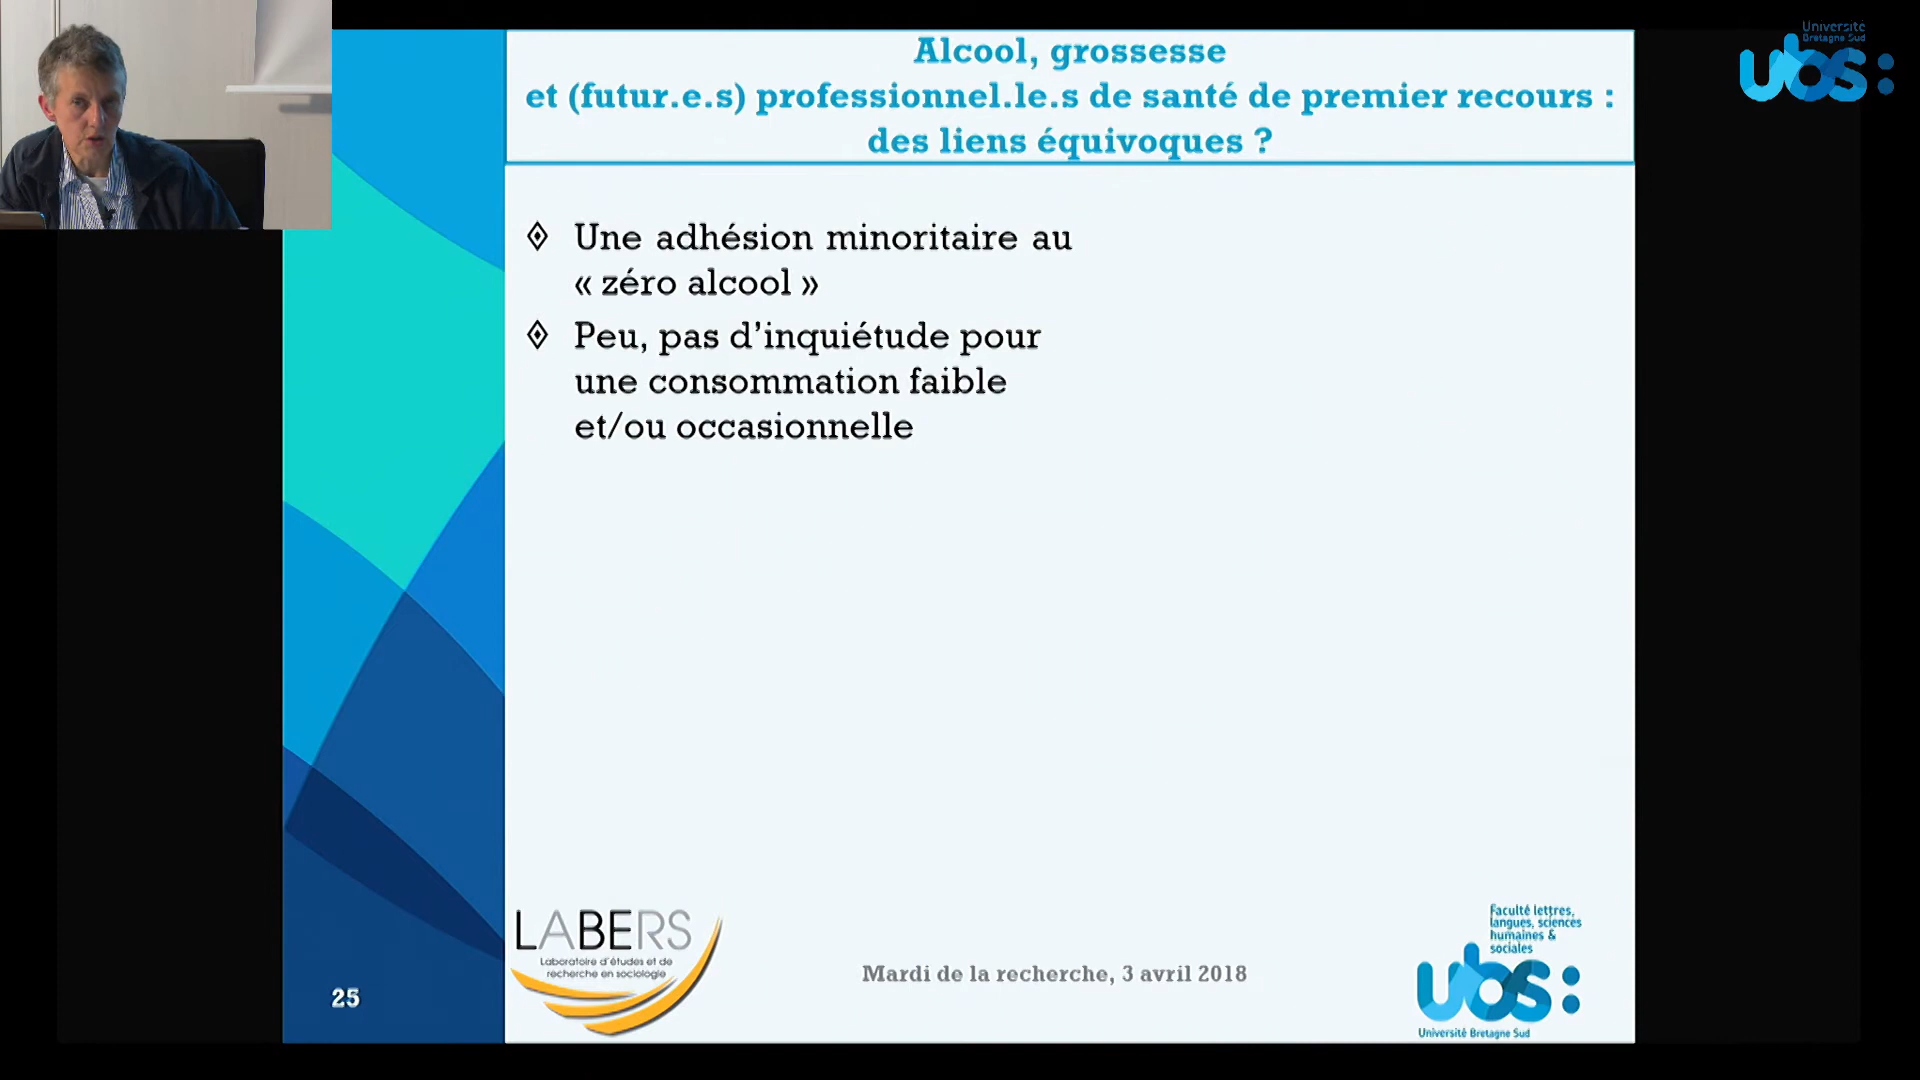 Alcool, grossesse
et (futur.e.s) professionnel.le.s de santé de premier recours :
des liens équivoques ?
Université
Bretagne Sud
ubs:
Une adhésion minoritaire au
« zéro alcool »
Peu, pas d'inquiétude pour
une consommation faible
et/ou occasionnelle
LABERS
Laboratoire d'études et de
recherche en sociologie
25
Mardi de la recherche, 3 avril 2018
Faculté lettres,
langues, sciences
humaines &
sociales
ubs:
Université Bretagne Sud